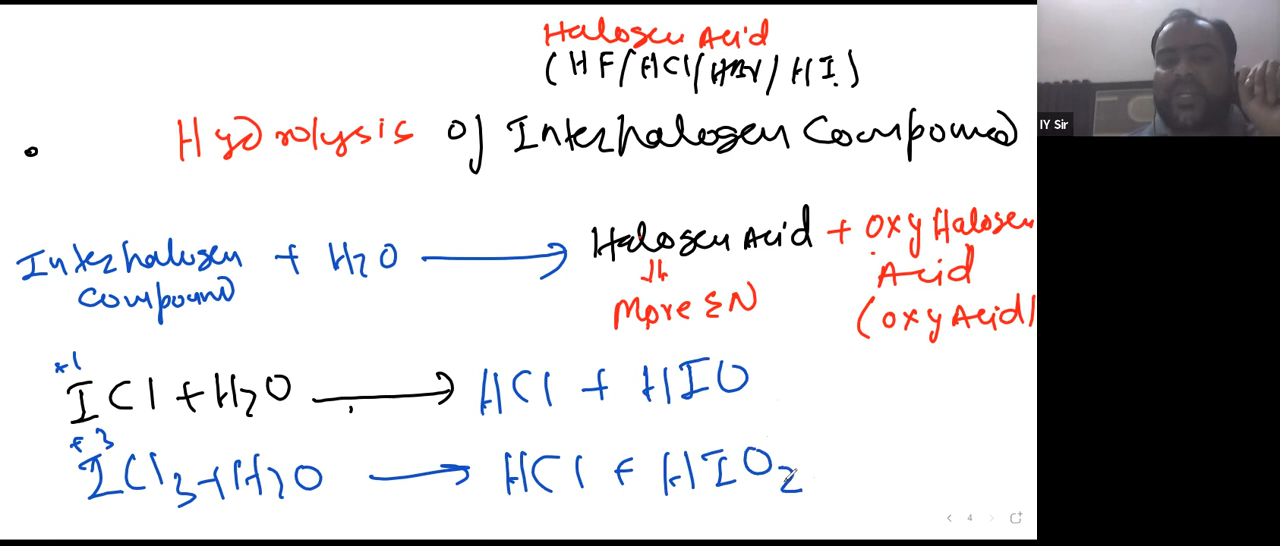 Halogen Acid
(HF/HCl/HBr/HI)
IY Sir
Hydrolysis of Interhalogen Compound
Interhalogen compound + H2O → Halogen Acid + Oxy Halogen Acid
More EN
(oxy Acid)
+1
ICl + H2O → HCl + HIO
+3
ICl3 + H2O → HCl + HIO2
< 4 >